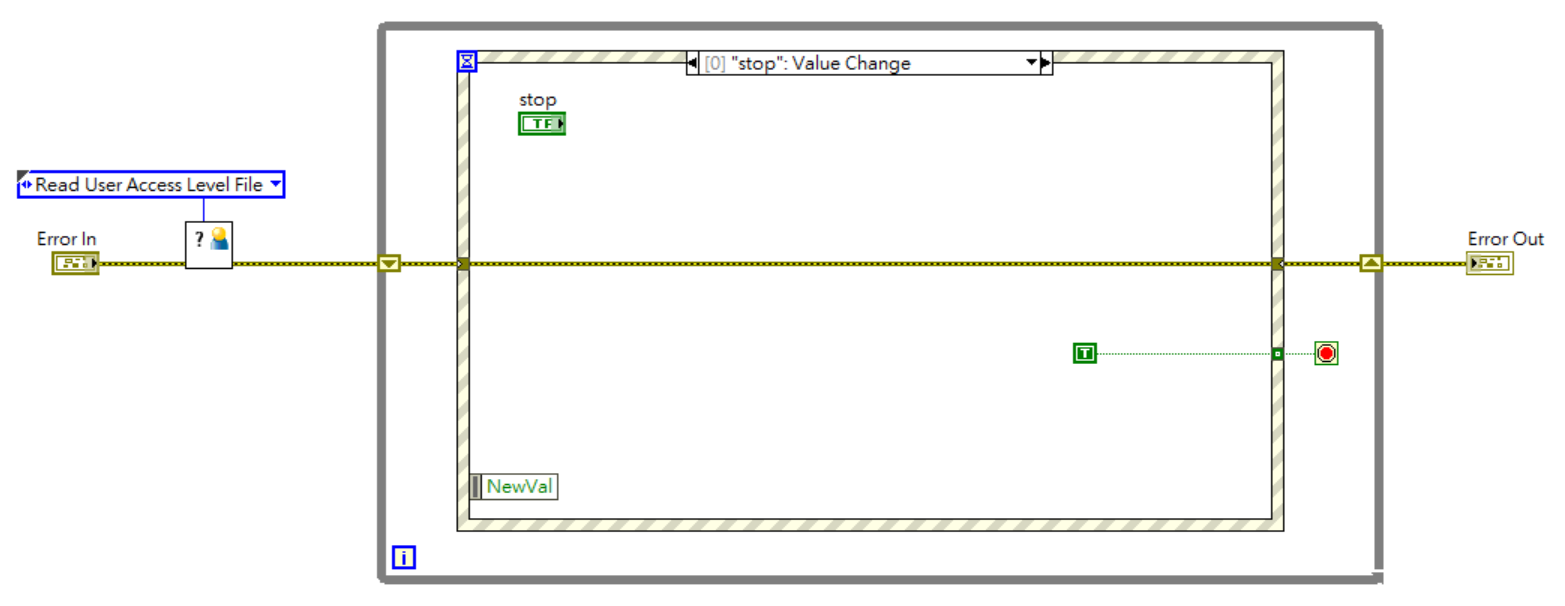 [0] "stop": Value Change
stop
TF
Read User Access Level File
Error In
?
Error Out
T
NewVal
i